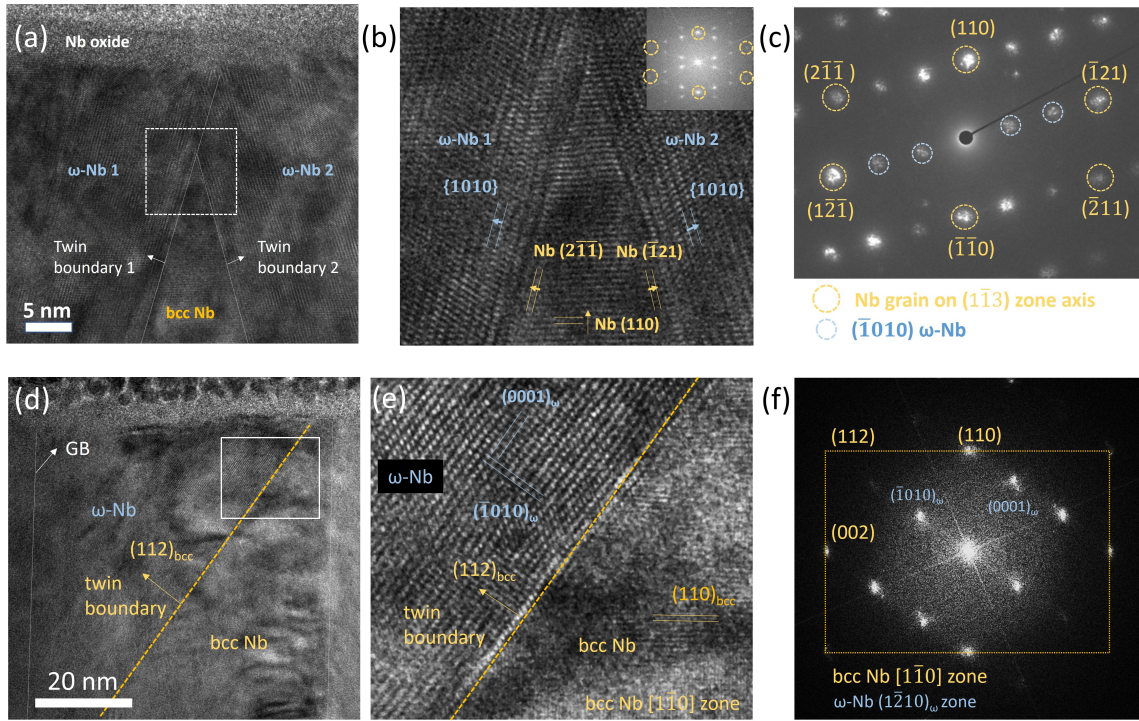 (a)
Nb oxide
ω-Nb 1
ω-Nb 2
Twin
boundary 1
Twin
boundary 2
5 nm
bcc Nb
(b)
ω-Nb 1
ω-Nb 2
{1010}
{1010}
Nb (21̅1̅)
Nb (1̅21)
Nb (110)
(c)
(110)
(21̅1̅)
(1̅21)
(12̅1̅)
(2̅11)
(1̅1̅0)
Nb grain on (11̅3) zone axis
(1̅010) ω-Nb
(d)
GB
ω-Nb
(112)bcc
twin
boundary
bcc Nb
20 nm
(e)
(0001)ω
ω-Nb
(1̅010)ω
(112)bcc
twin
boundary
(110)bcc
bcc Nb
bcc Nb [11̅0] zone
(f)
(112)
(110)
(1̅010)ω
(0001)ω
(002)
bcc Nb [11̅0] zone
ω-Nb (12̅10)ω zone